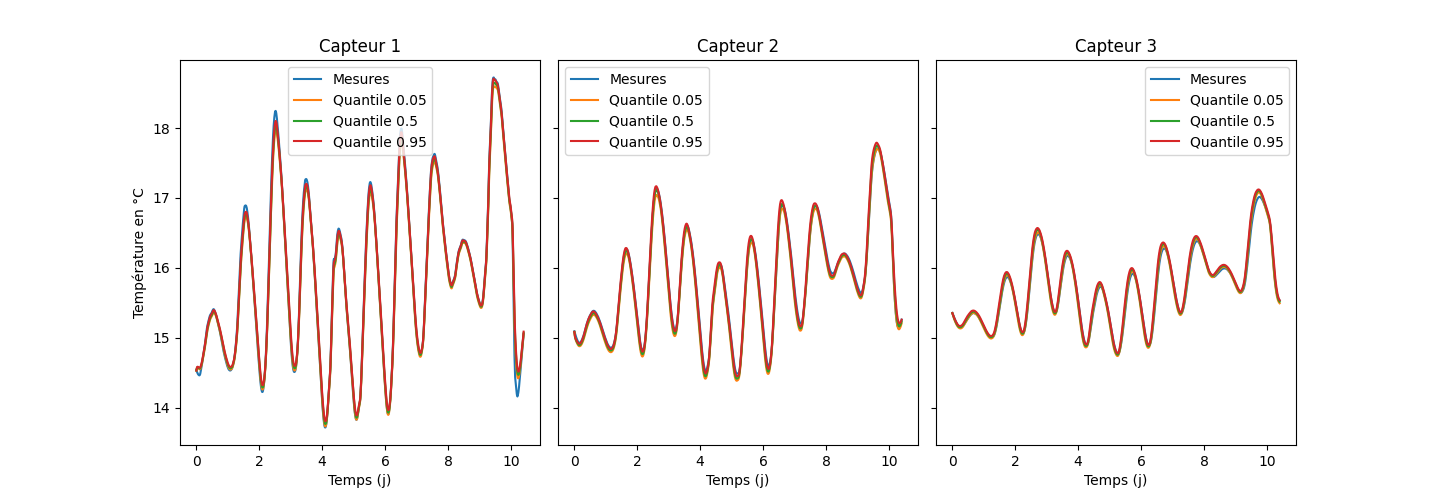 Capteur 1
Capteur 2
Capteur 3
Mesures
Quantile 0.05
Quantile 0.5
Quantile 0.95
Mesures
Quantile 0.05
Quantile 0.5
Quantile 0.95
Mesures
Quantile 0.05
Quantile 0.5
Quantile 0.95
Température en °C
18
17
16
15
14
0 2 4 6 8 10
0 2 4 6 8 10
0 2 4 6 8 10
Temps (j)
Temps (j)
Temps (j)